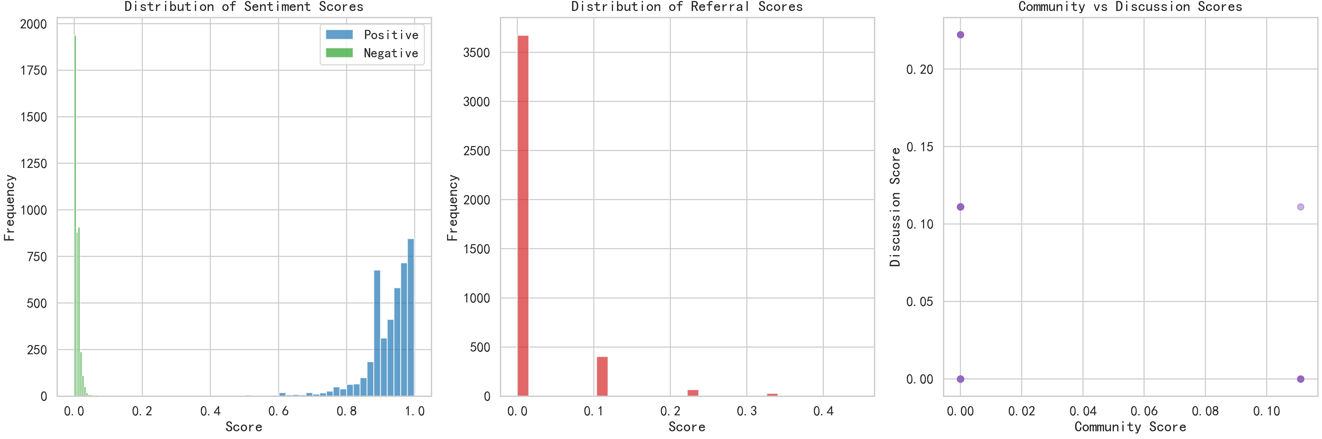 Distribution of Sentiment Scores
Positive
Negative
2000
1750
1500
1250
1000
750
500
250
0
0.0 0.2 0.4 0.6 0.8 1.0
Frequency
Score
Distribution of Referral Scores
3500
3000
2500
2000
1500
1000
500
0
0.0 0.1 0.2 0.3 0.4
Frequency
Score
Community vs Discussion Scores
0.20
0.15
0.10
0.05
0.00
0.00 0.02 0.04 0.06 0.08 0.10
Discussion Score
Community Score